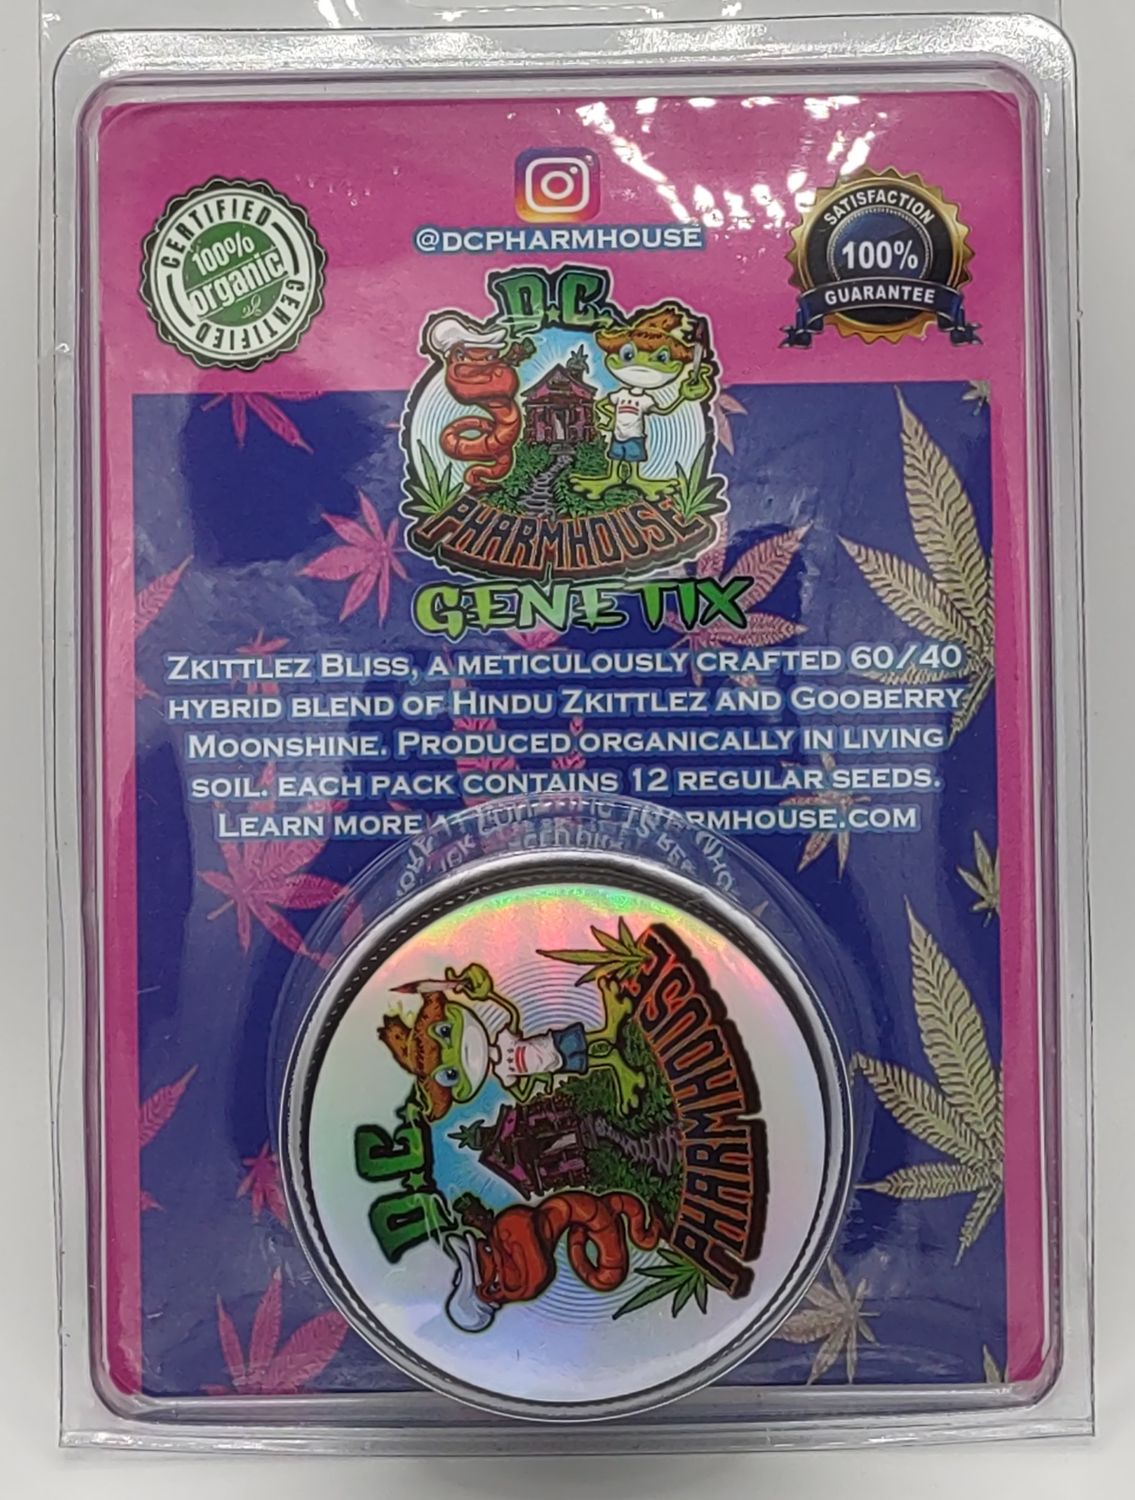 @DCPHARMHOUSE
CERTIFIED
100%
organic
CERTIFIED
SATISFACTION
100%
GUARANTEE
D.C.
PHARMHOUSE
GENETIX
ZKITTLEZ BLISS, A METICULOUSLY CRAFTED 60/40
HYBRID BLEND OF HINDU ZKITTLEZ AND GOOBERRY
MOONSHINE. PRODUCED ORGANICALLY IN LIVING
SOIL. EACH PACK CONTAINS 12 REGULAR SEEDS.
LEARN MORE RMHOUSE.COM
D.C.
PHARMHOUSE